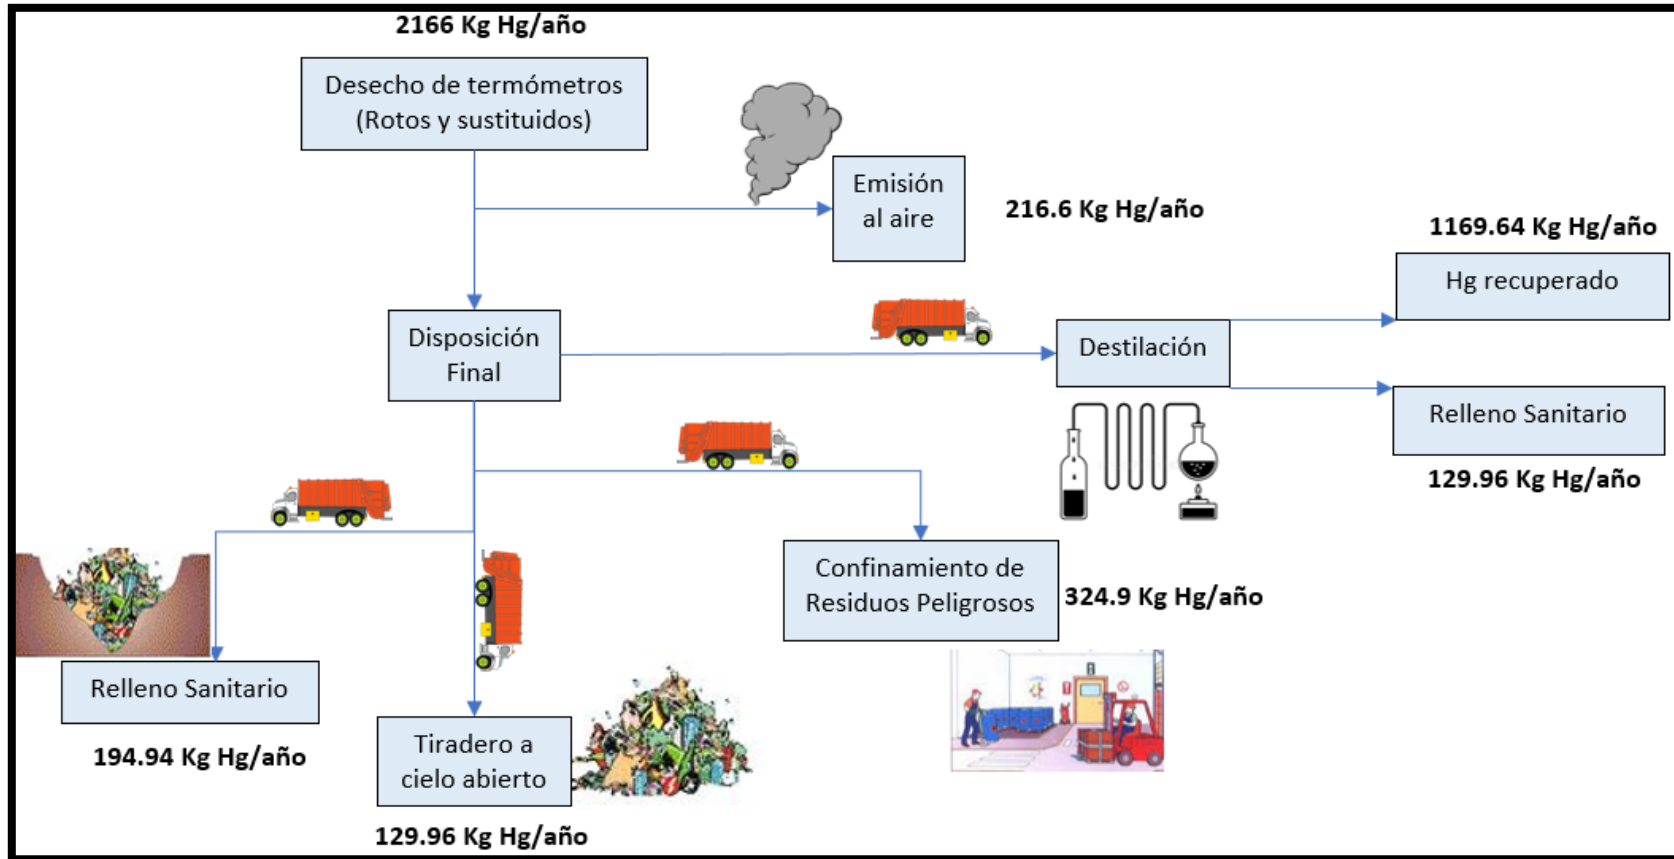 2166 Kg Hg/año
Desecho de termómetros
(Rotos y sustituidos)
Emisión
al aire
216.6 Kg Hg/año
1169.64 Kg Hg/año
Hg recuperado
Disposición
Final
Destilación
Relleno Sanitario
129.96 Kg Hg/año
Confinamiento de
Residuos Peligrosos
324.9 Kg Hg/año
Relleno Sanitario
194.94 Kg Hg/año
Tiradero a
cielo abierto
129.96 Kg Hg/año